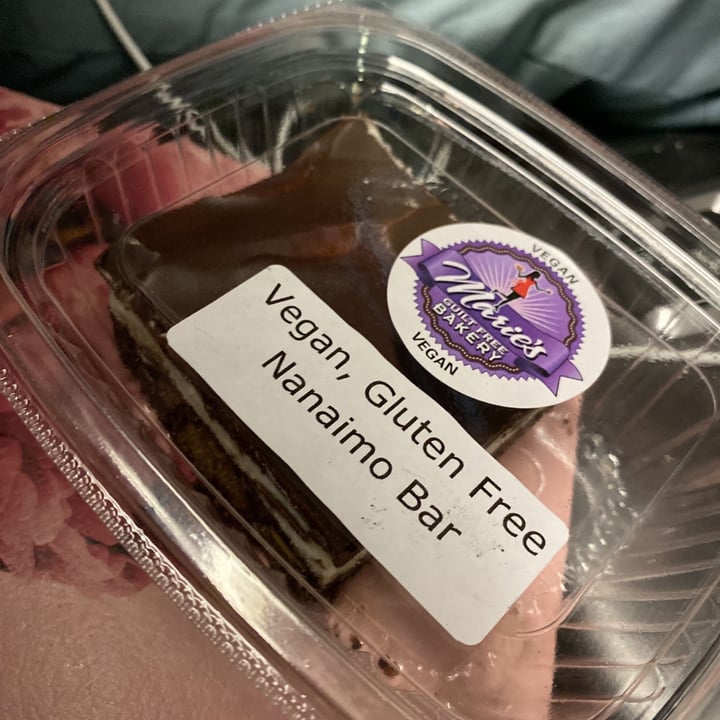 VEGAN
Marie's
GUILT FREE
BAKERY
VEGAN
Vegan, Gluten Free
Nanaimo Bar